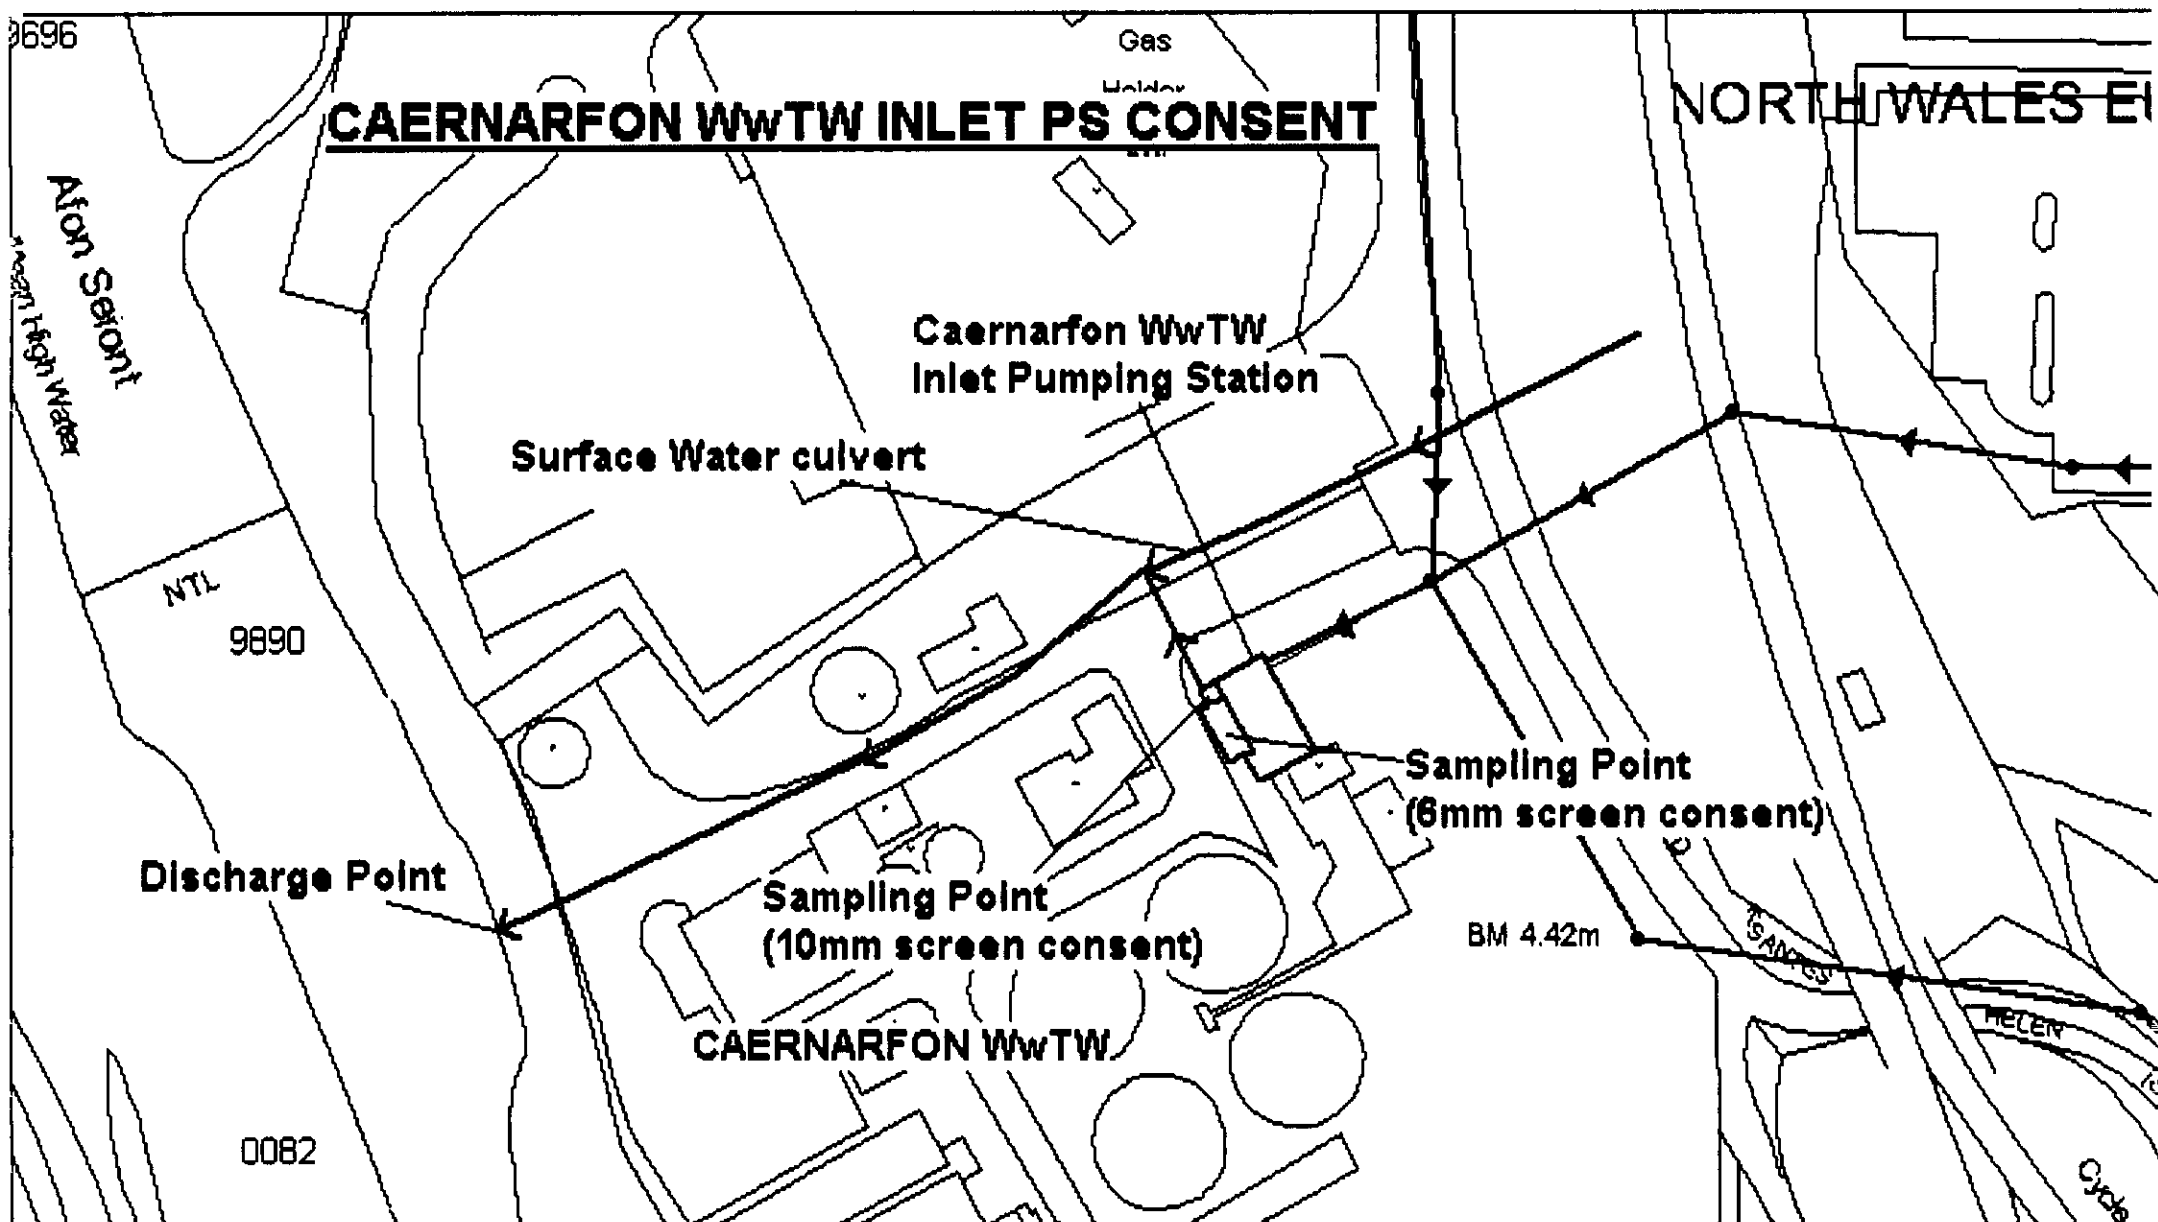 9696
Gas
Holder
CAERNARFON WwTW INLET PS CONSENT
NORTH WALES
Afon Seiont
Mean High Water
Caernarfon WwTW
Inlet Pumping Station
Surface Water culvert
NTL
9890
Sampling Point
(6mm screen consent)
Discharge Point
Sampling Point
(10mm screen consent)
BM 4.42m
CAERNARFON WwTW
HELEN
0082